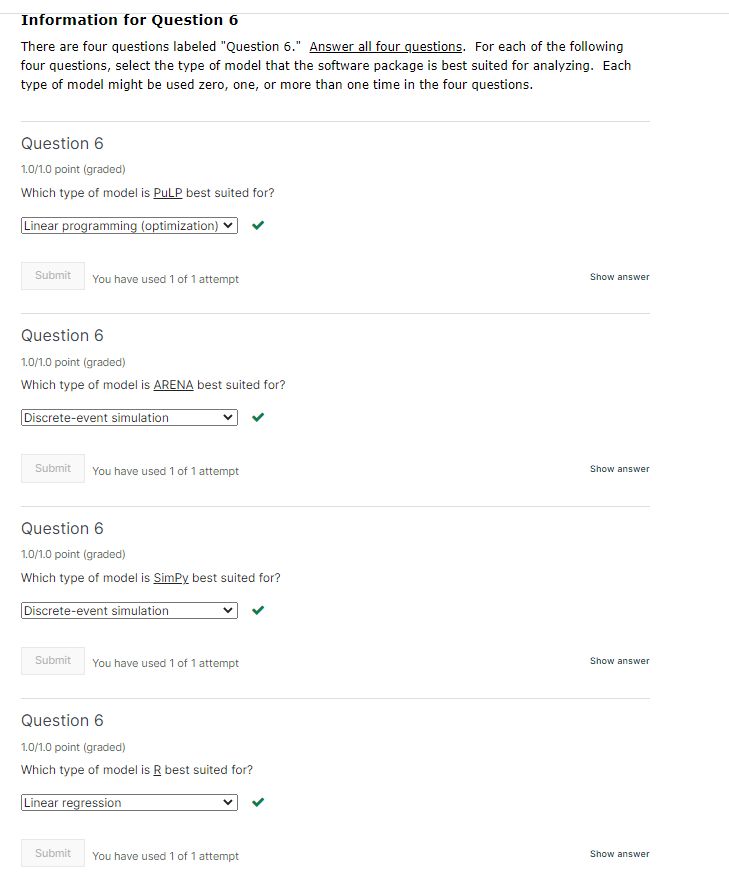 Information for Question 6
There are four questions labeled "Question 6."  Answer all four questions.  For each of the following
four questions, select the type of model that the software package is best suited for analyzing.  Each
type of model might be used zero, one, or more than one time in the four questions.
Question 6
1.0/1.0 point (graded)
Which type of model is PuLP best suited for?
Linear programming (optimization)
Submit
You have used 1 of 1 attempt
Show answer
Question 6
1.0/1.0 point (graded)
Which type of model is ARENA best suited for?
Discrete-event simulation
Submit
You have used 1 of 1 attempt
Show answer
Question 6
1.0/1.0 point (graded)
Which type of model is SimPy best suited for?
Discrete-event simulation
Submit
You have used 1 of 1 attempt
Show answer
Question 6
1.0/1.0 point (graded)
Which type of model is R best suited for?
Linear regression
Submit
You have used 1 of 1 attempt
Show answer